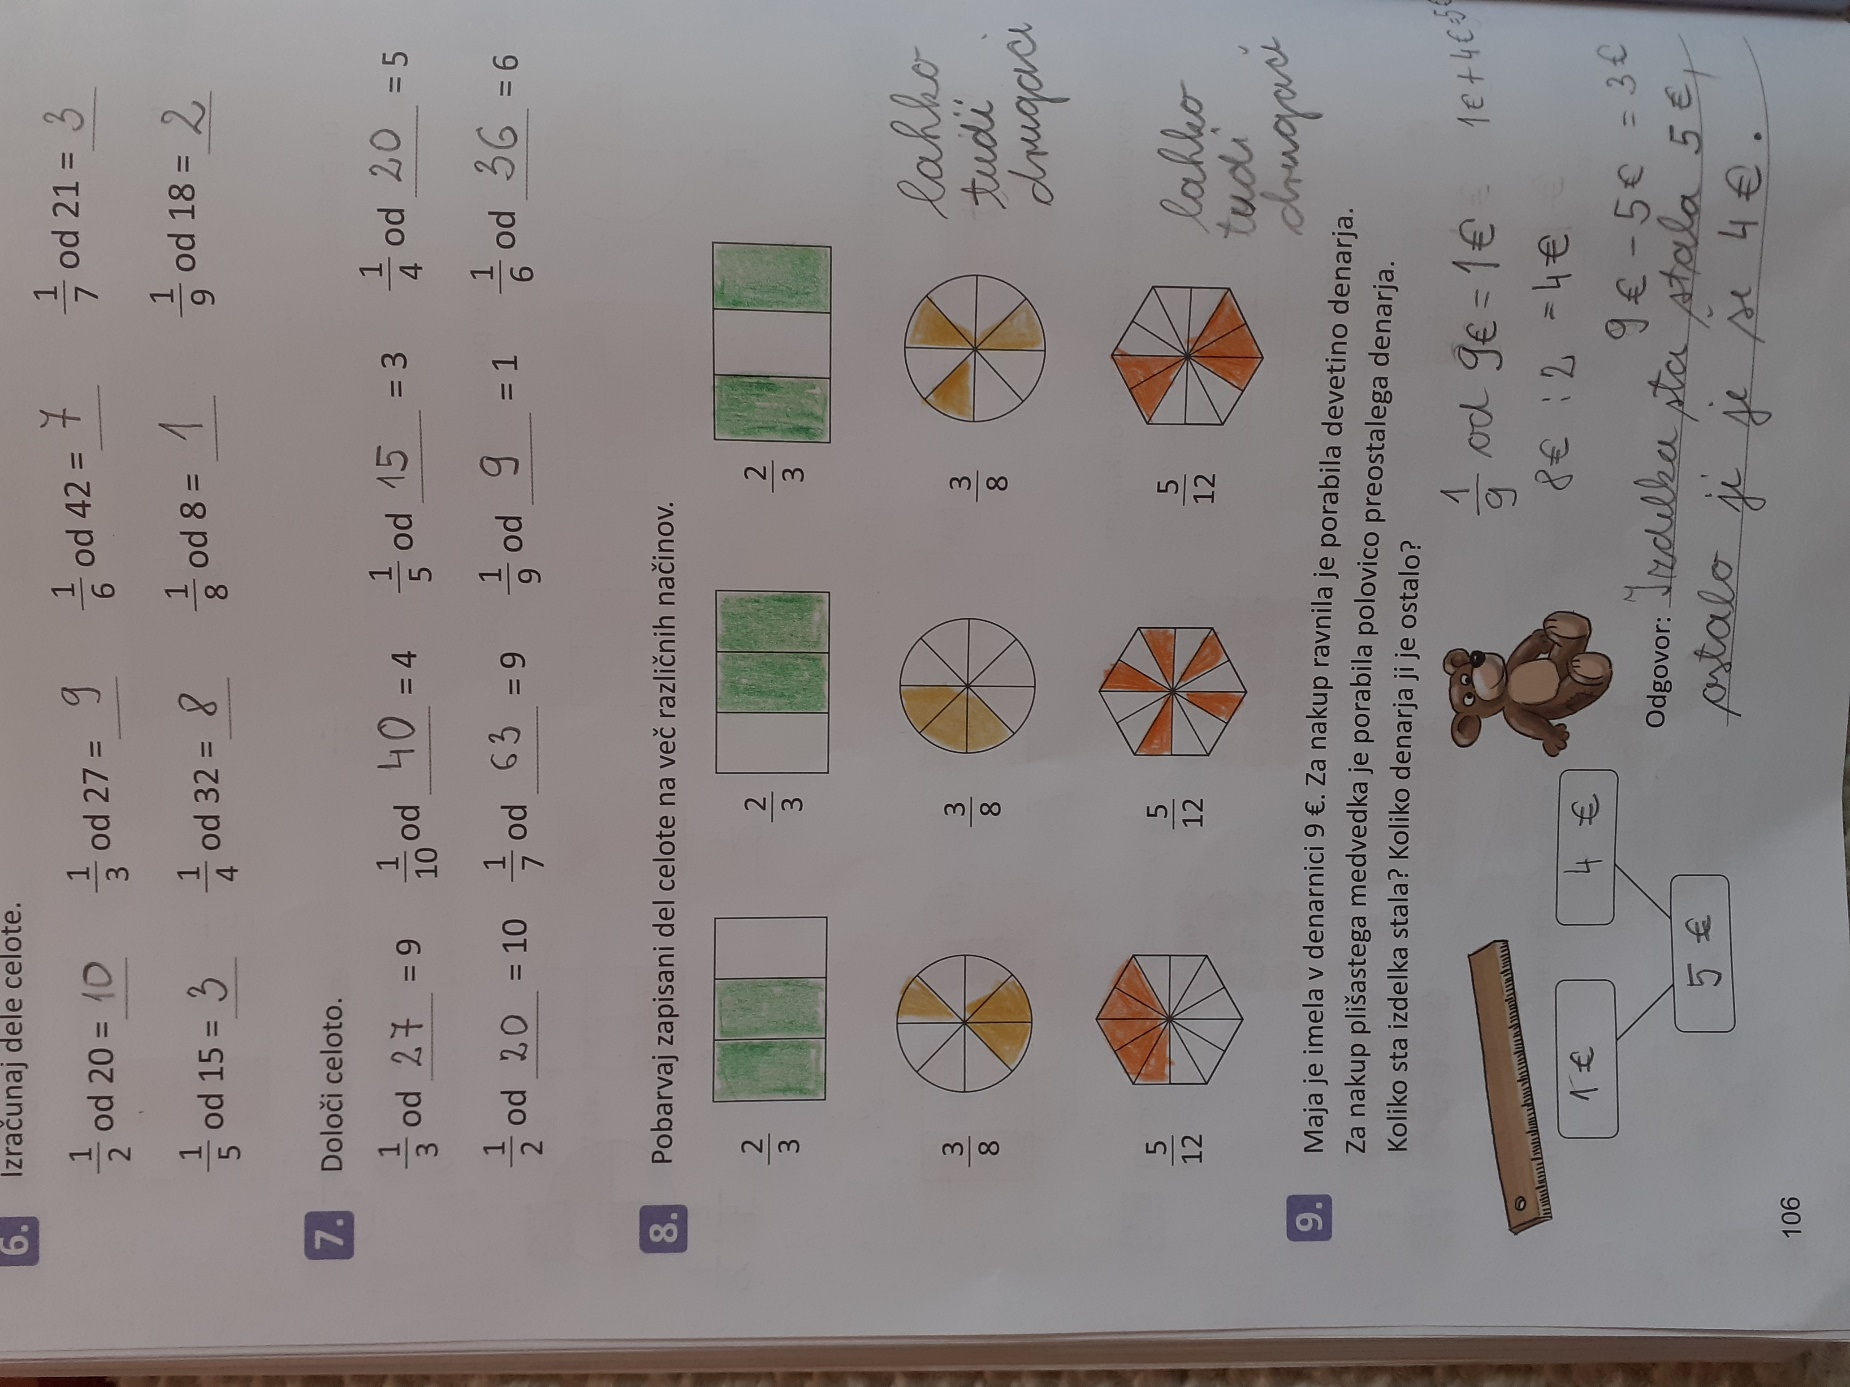 6. Izračunaj dele celote.
1/2 od 20 = 10 1/3 od 27 = 9 1/6 od 42 = 7 1/7 od 21 = 3
1/5 od 15 = 3 1/4 od 32 = 8 1/8 od 8 = 1 1/9 od 18 = 2
7. Določi celoto.
1/3 od 27 = 9 1/10 od 40 = 4 1/5 od 15 = 3 1/4 od 20 = 5
1/2 od 20 = 10 1/7 od 63 = 9 1/9 od 9 = 1 1/6 od 36 = 6
8. Pobarvaj zapisani del celote na več različnih načinov.
2/3 2/3 2/3
3/8 3/8 3/8
lahko
tudi
drugači
5/12 5/12 5/12
lahko
tudi
drugači
9. Maja je imela v denarnici 9 €. Za nakup ravnila je porabila devetino denarja.
Za nakup plišastega medvedka je porabila polovico preostalega denarja.
Koliko sta izdelka stala? Koliko denarja ji je ostalo?
1/9 od 9€ = 1€ 1€ + 4€ = 5€
8€ : 2 = 4€
1€ 4 €
5 €
9 € - 5€ = 3€
Odgovor: Izdelka sta stala 5 €,
ostalo ji je še 4 €.
106